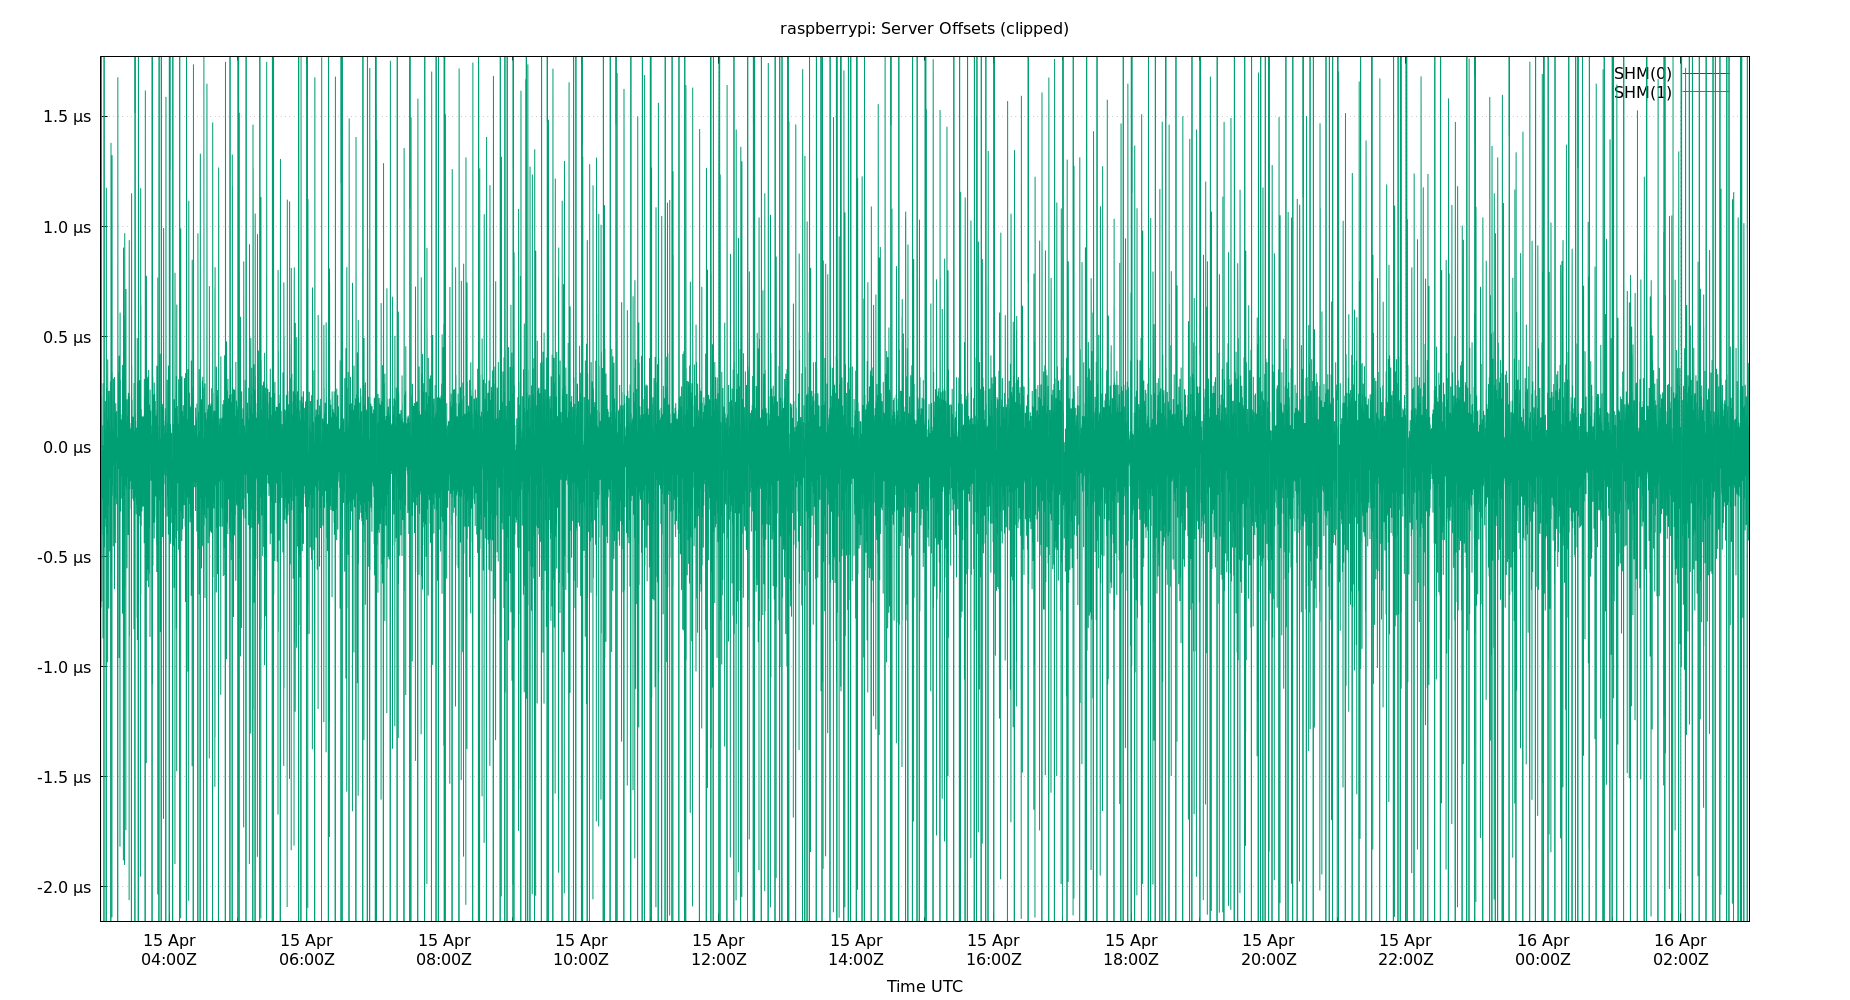 raspberrypi: Server Offsets (clipped)
SHM(0)
SHM(1)
1.5 µs
1.0 µs
0.5 µs
0.0 µs
-0.5 µs
-1.0 µs
-1.5 µs
-2.0 µs
15 Apr 15 Apr 15 Apr 15 Apr 15 Apr 15 Apr 15 Apr 15 Apr 15 Apr 15 Apr 16 Apr 16 Apr
04:00Z 06:00Z 08:00Z 10:00Z 12:00Z 14:00Z 16:00Z 18:00Z 20:00Z 22:00Z 00:00Z 02:00Z
Time UTC